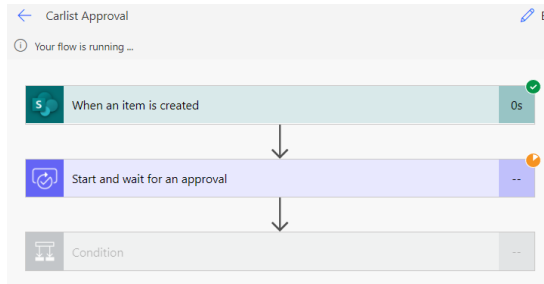 Carlist Approval
Your flow is running ...
S
When an item is created
0s
Start and wait for an approval
--
Condition
--